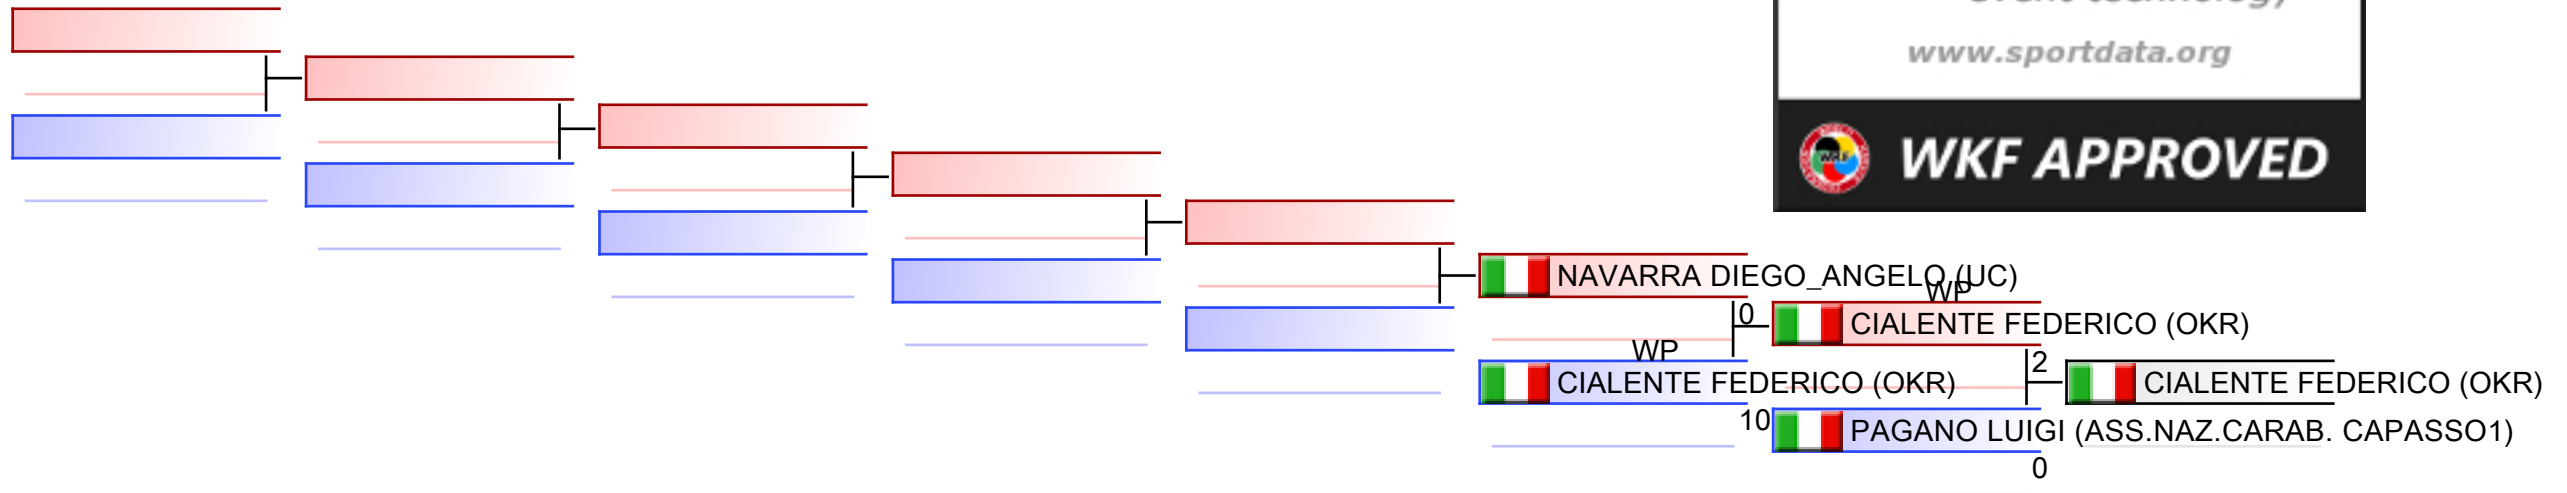 www.sportdata.org
WKF APPROVED
NAVARRA DIEGO_ANGELO (UC)
WP
0
CIALENTE FEDERICO (OKR)
WP
2
CIALENTE FEDERICO (OKR)
CIALENTE FEDERICO (OKR)
10
PAGANO LUIGI (ASS.NAZ.CARAB. CAPASSO1)
0